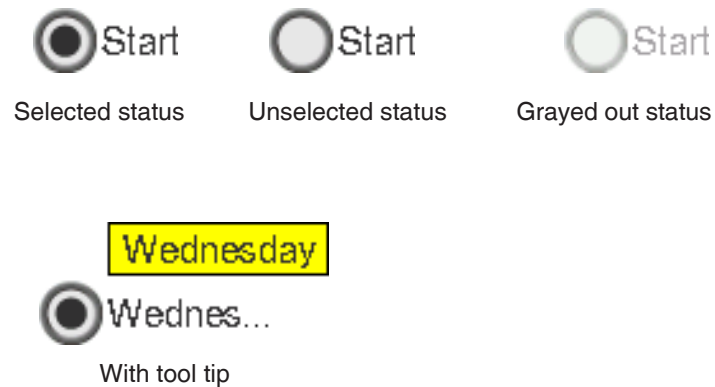 Start Start Start
Selected status Unselected status Grayed out status
Wednesday
Wednes...
With tool tip